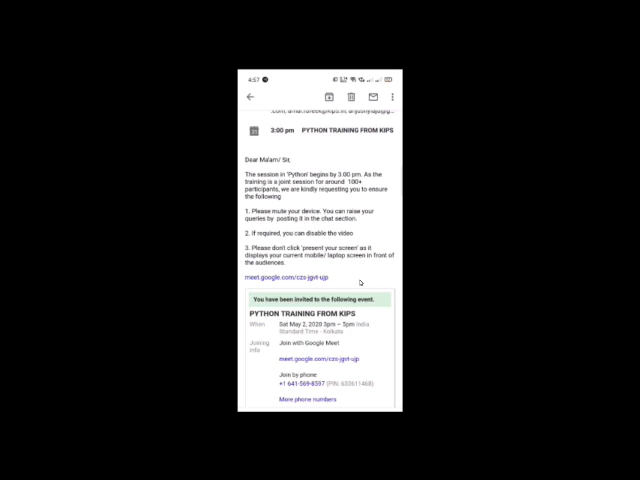 4:57
3:00 pm PYTHON TRAINING FROM KIPS
Dear Ma'am/ Sir,
The session in 'Python' begins by 3.00 pm. As the
training is a joint session for around 100+
participants, we are kindly requesting you to ensure
the following
1. Please mute your device. You can raise your
queries by posting it in the chat section.
2. If required, you can disable the video
3. Please don't click 'present your screen' as it
displays your current mobile/ laptop screen in front of
the audiences.
meet.google.com/czs-jgvt-ujp
You have been invited to the following event.
PYTHON TRAINING FROM KIPS
When Sat May 2, 2020 3pm – 5pm India
Standard Time - Kolkata
Joining Join with Google Meet
info
meet.google.com/czs-jgvt-ujp
Join by phone
+1 641-569-8597 (PIN: 633611468)
More phone numbers